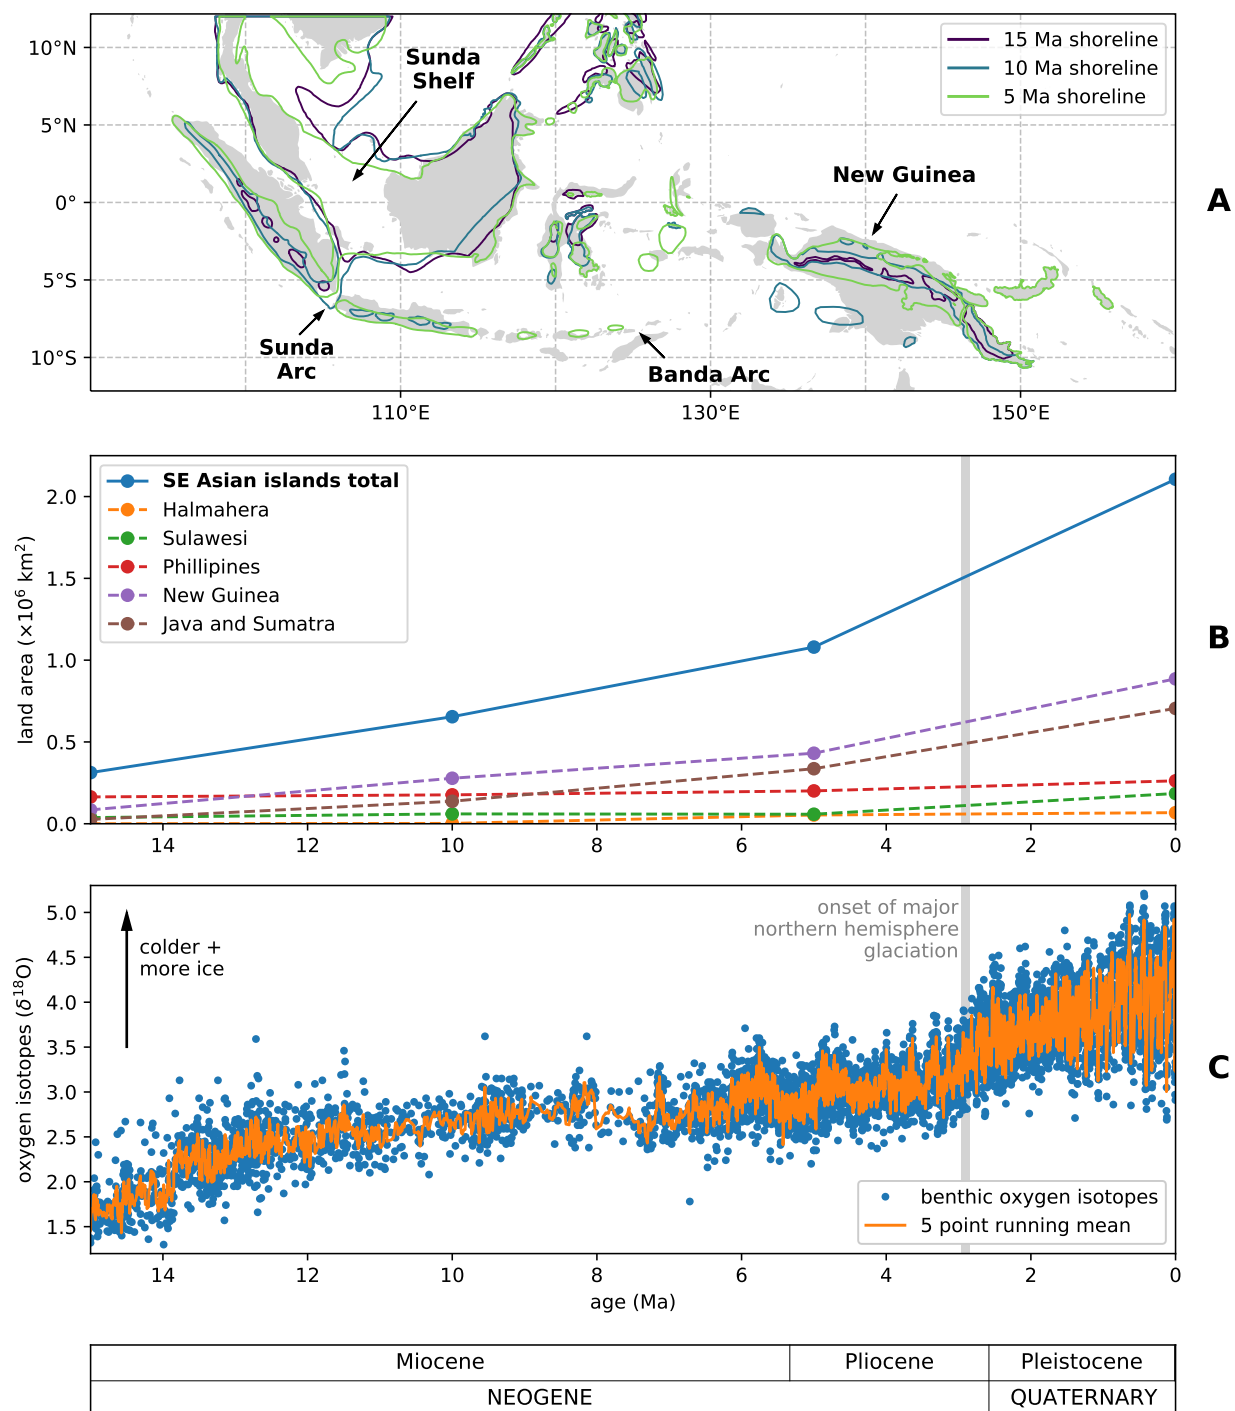 10°N
5°N
0°
5°S
10°S
110°E
130°E
150°E
Sunda
Shelf
New Guinea
Sunda
Arc
Banda Arc
15 Ma shoreline
10 Ma shoreline
5 Ma shoreline
A
land area (×10⁶ km²)
2.0
1.5
1.0
0.5
0.0
SE Asian islands total
Halmahera
Sulawesi
Phillipines
New Guinea
Java and Sumatra
14
12
10
8
6
4
2
0
B
oxygen isotopes (δ¹⁸O)
5.0
4.5
4.0
3.5
3.0
2.5
2.0
1.5
colder +
more ice
onset of major
northern hemisphere
glaciation
benthic oxygen isotopes
5 point running mean
14
12
10
8
6
4
2
0
age (Ma)
C
Miocene
Pliocene
Pleistocene
NEOGENE
QUATERNARY